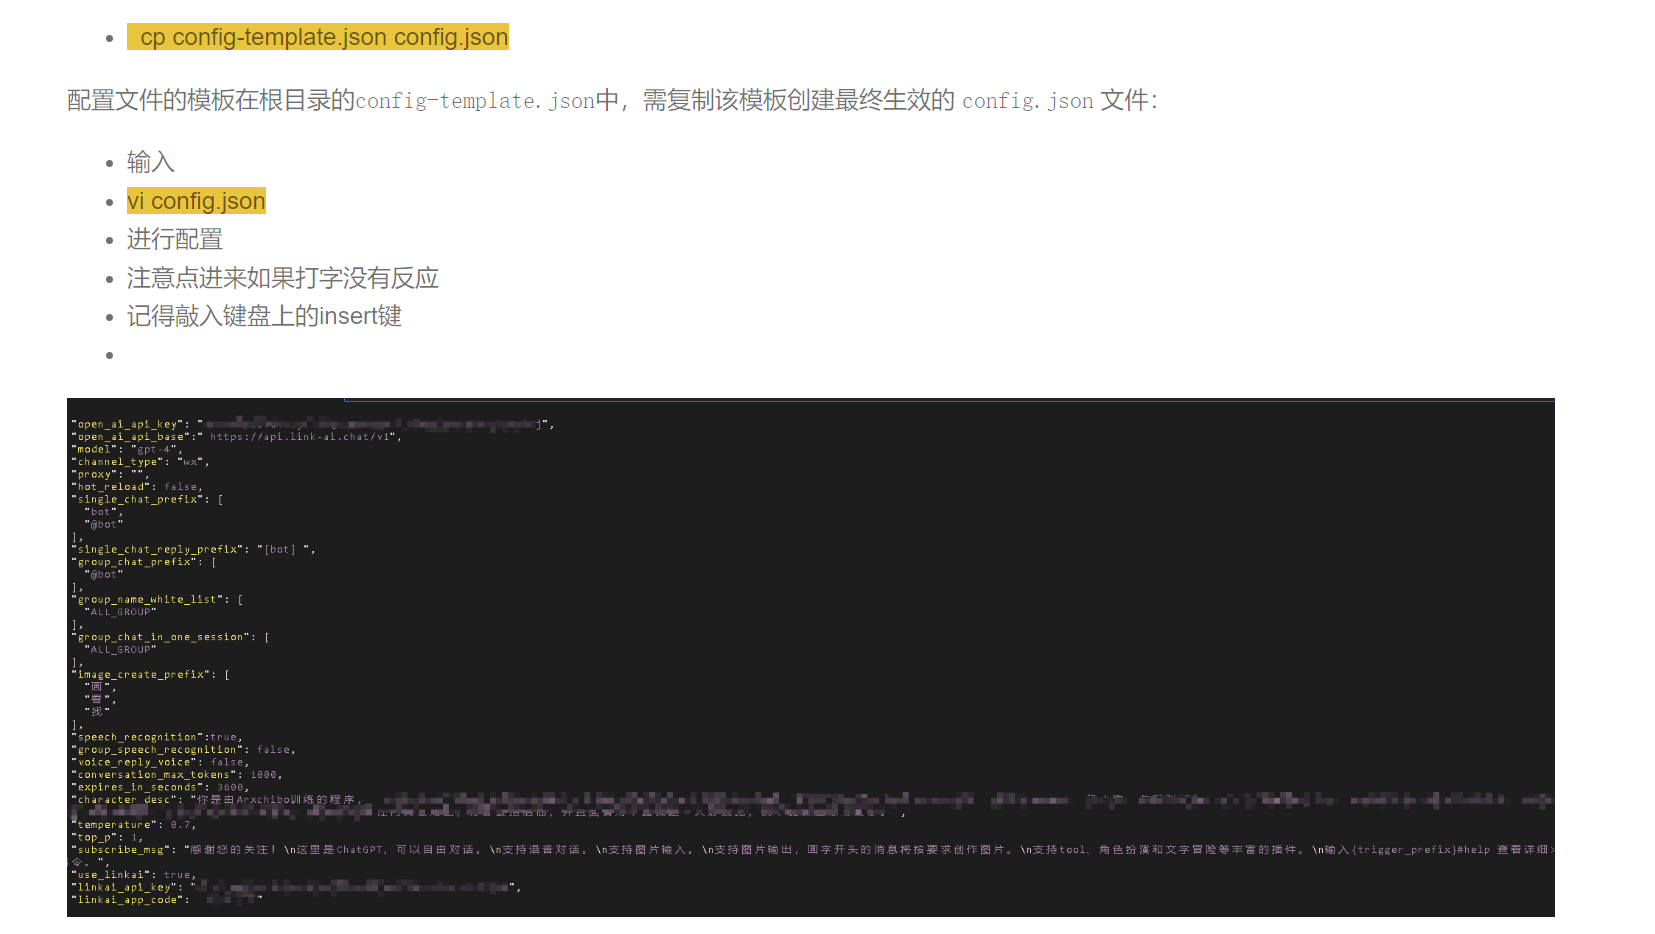 cp config-template.json config.json
配置文件的模板在根目录的config-template.json中，需复制该模板创建最终生效的 config.json 文件：
输入
vi config.json
进行配置
注意点进来如果打字没有反应
记得敲入键盘上的insert键
"open_ai_api_key": " j",
"open_ai_api_base":" https://api.link-ai.chat/v1",
"model": "gpt-4",
"channel_type": "wx",
"proxy": "",
"hot_reload": false,
"single_chat_prefix": [
"bot",
"@bot"
],
"single_chat_reply_prefix": "[bot] ",
"group_chat_prefix": [
"@bot"
],
"group_name_white_list": [
"ALL_GROUP"
],
"group_chat_in_one_session": [
"ALL_GROUP"
],
"image_create_prefix": [
"画",
"看",
"找"
],
"speech_recognition":true,
"group_speech_recognition": false,
"voice_reply_voice": false,
"conversation_max_tokens": 1000,
"expires_in_seconds": 3600,
"character_desc": "你是由Arxchibo训练的程序，
"temperature": 0.7,
"top_p": 1,
"subscribe_msg": "感谢您的关注！\n这里是ChatGPT，可以自由对话。\n支持语音对话。\n支持图片输入。\n支持图片输出，画字开头的消息将按要求创作图片。\n支持tool、角色扮演和文字冒险等丰富的插件。\n输入{trigger_prefix}#help 查看详细
令。",
"use_linkai": true,
"linkai_api_key": " ",
"linkai_app_code": "